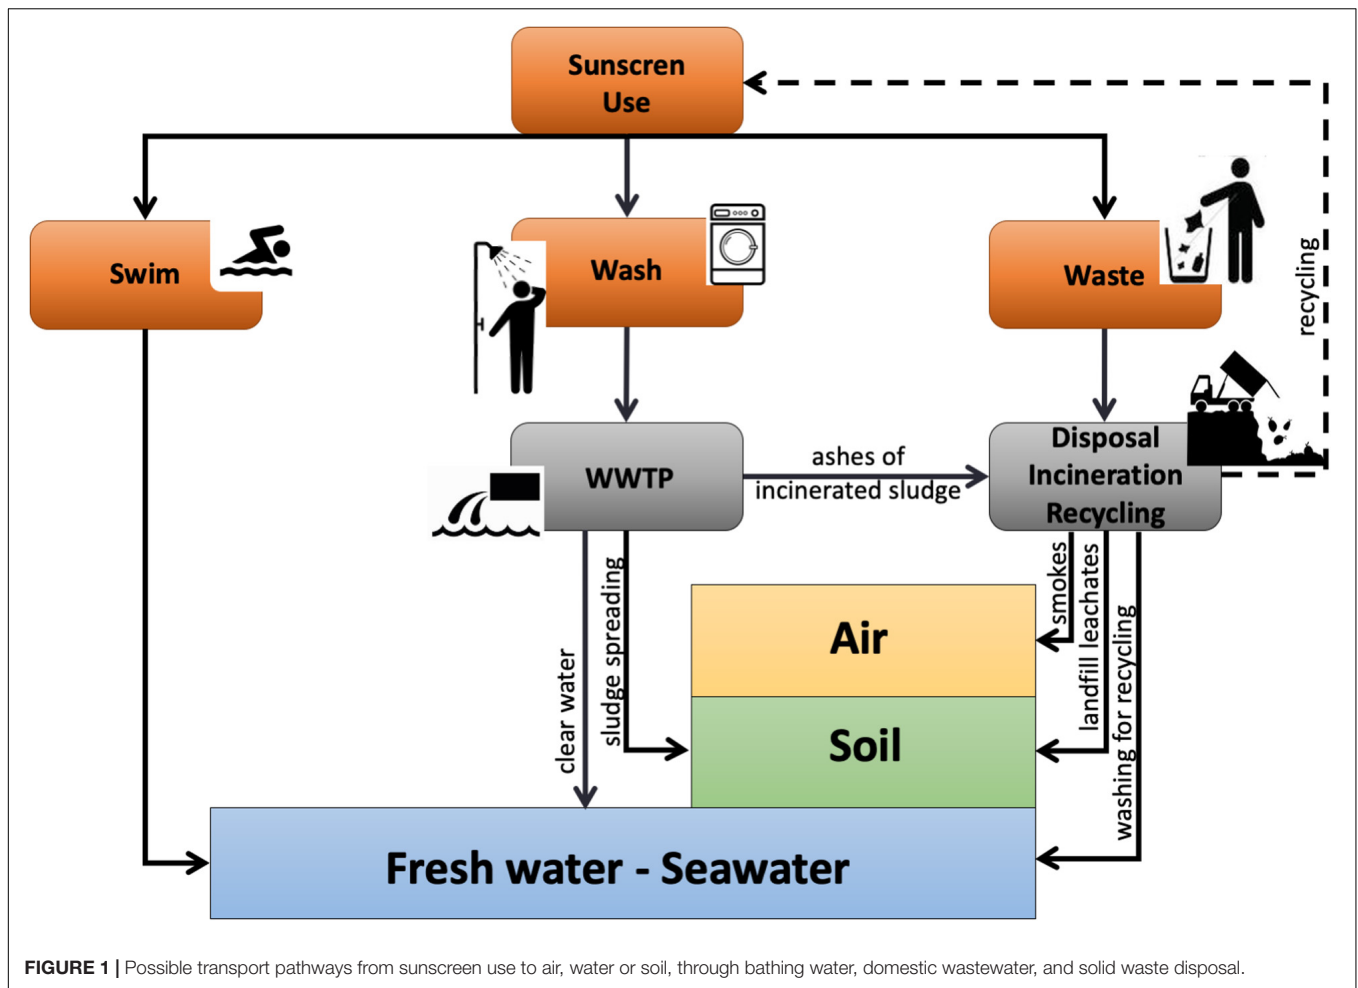 Sunscren
Use
Swim
Wash
Waste
recycling
WWTP
ashes of
incinerated sludge
Disposal
Incineration
Recycling
clear water
sludge spreading
smokes
landfill leachates
washing for recycling
Air
Soil
Fresh water - Seawater
FIGURE 1 | Possible transport pathways from sunscreen use to air, water or soil, through bathing water, domestic wastewater, and solid waste disposal.